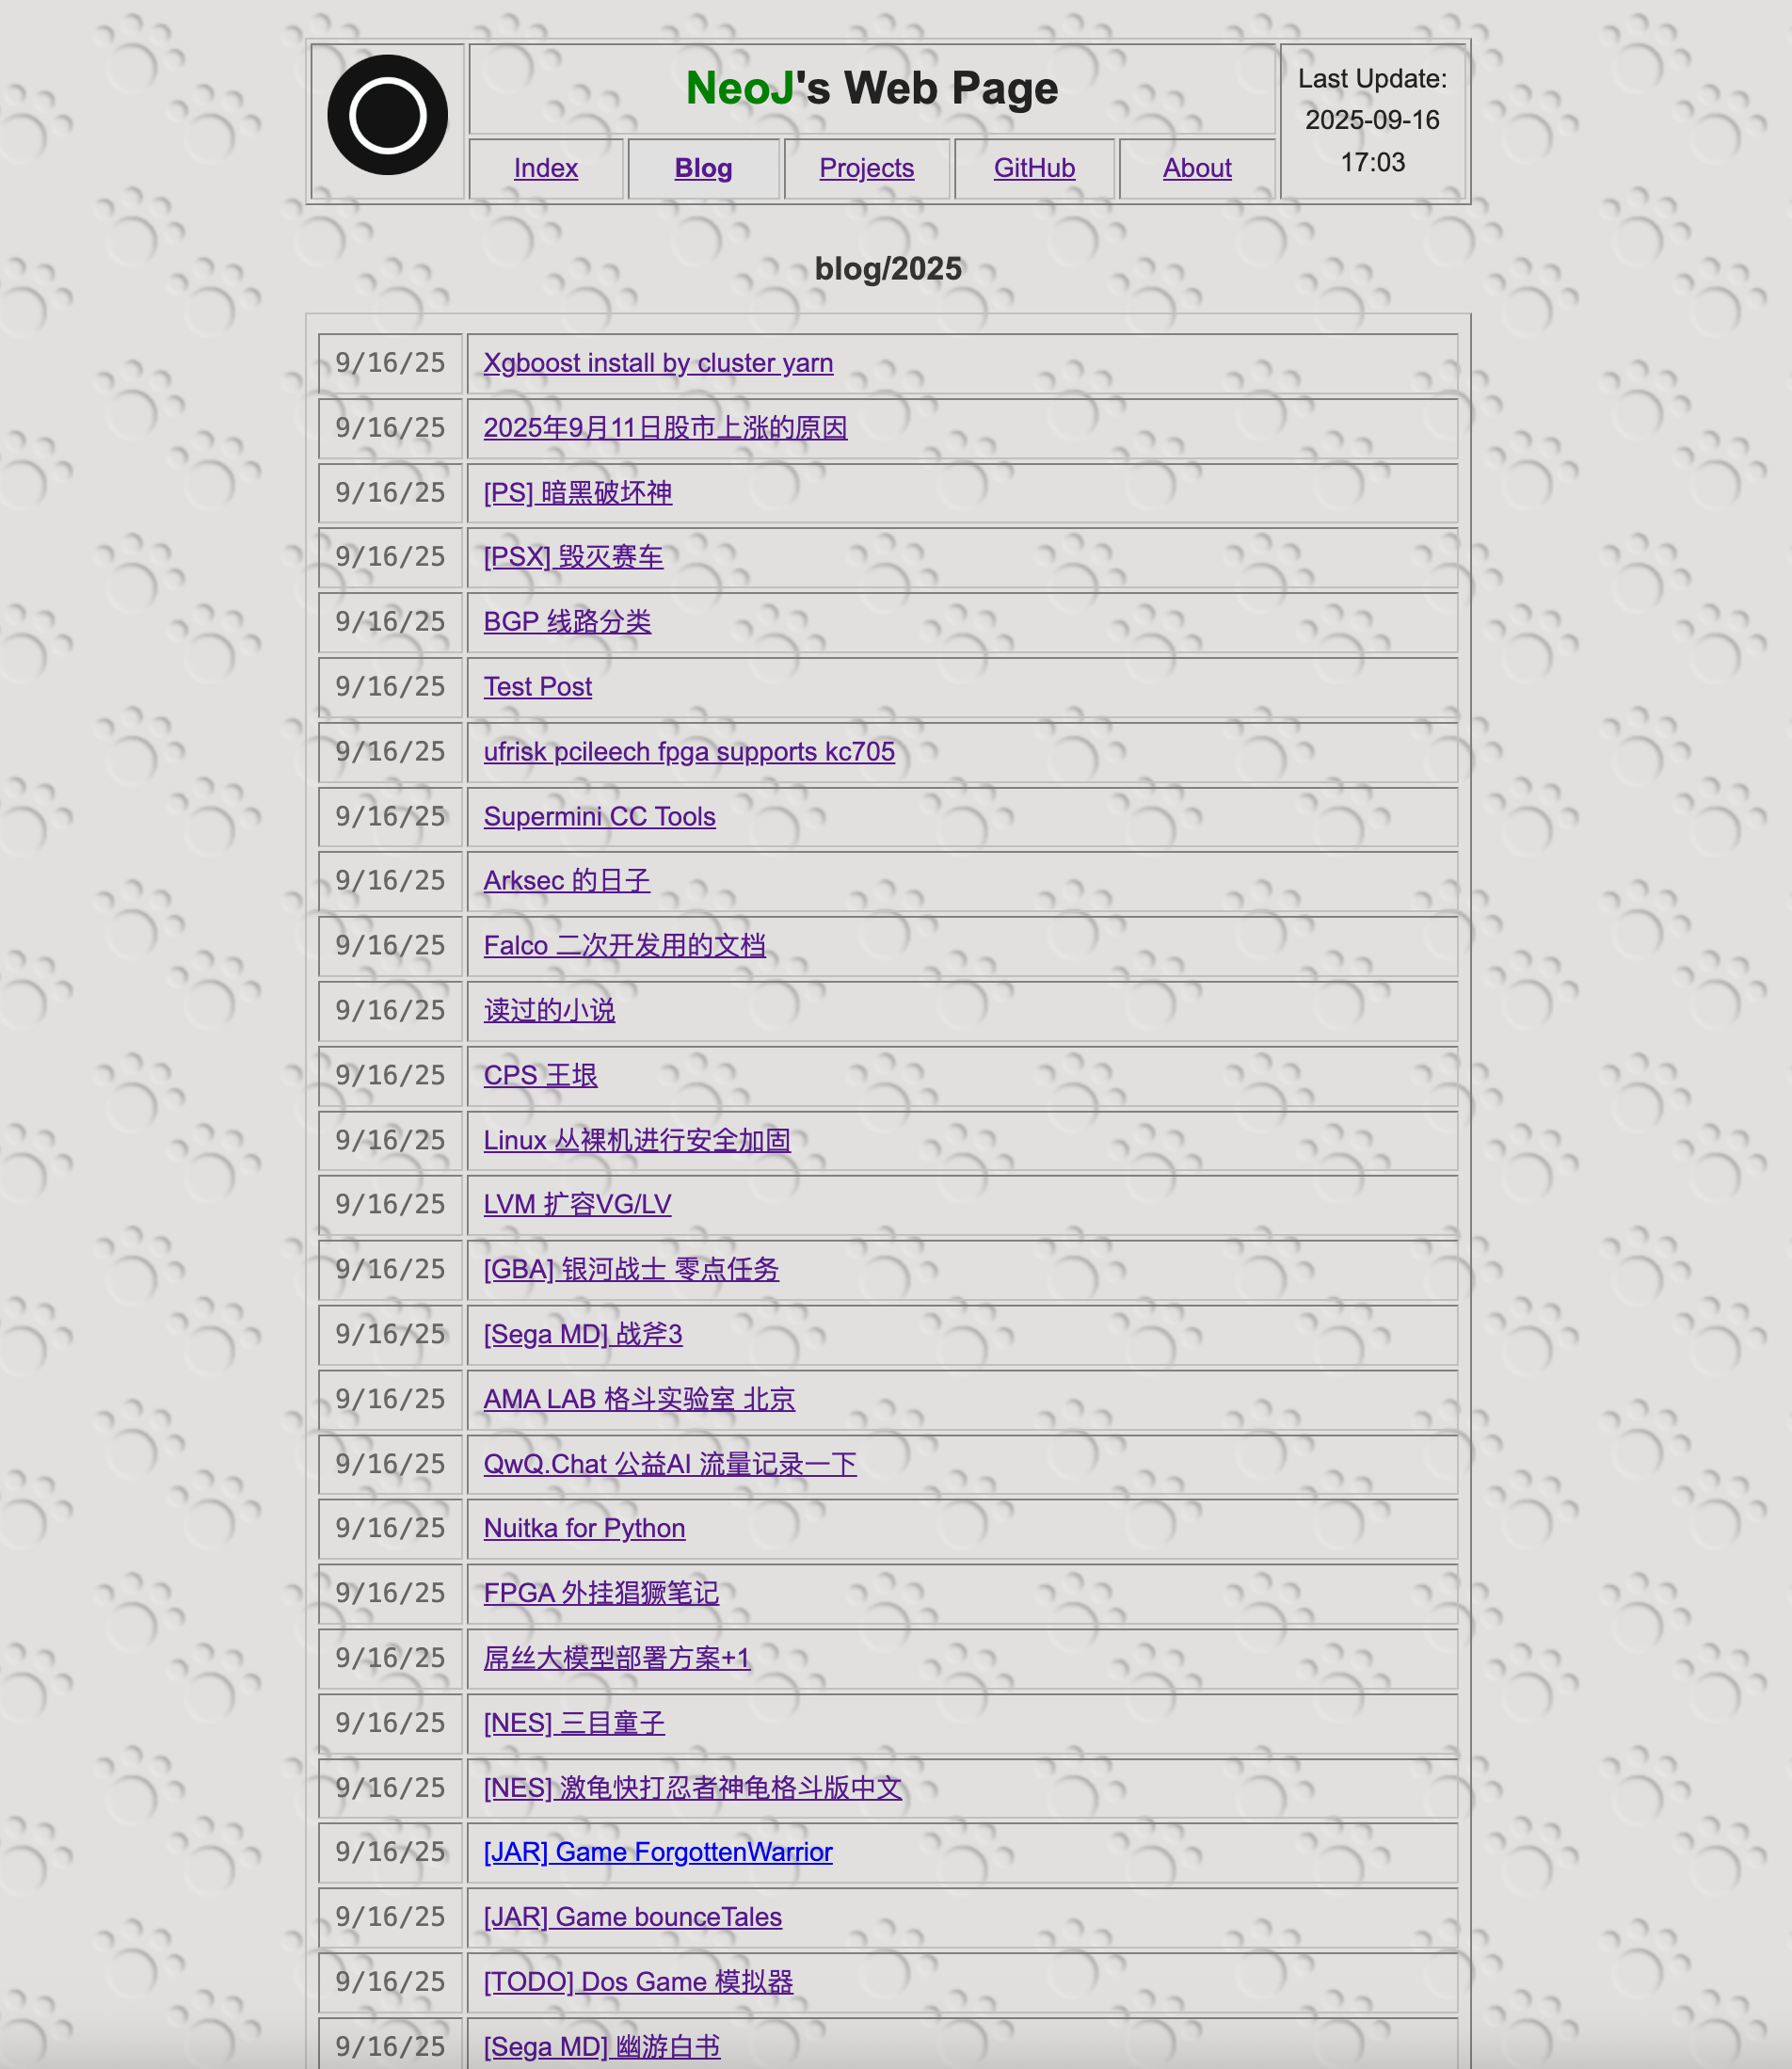 NeoJ's Web Page
Last Update:
2025-09-16
17:03
Index Blog Projects GitHub About
blog/2025
9/16/25 Xgboost install by cluster yarn
9/16/25 2025年9月11日股市上涨的原因
9/16/25 [PS] 暗黑破坏神
9/16/25 [PSX] 毁灭赛车
9/16/25 BGP 线路分类
9/16/25 Test Post
9/16/25 ufrisk pcileech fpga supports kc705
9/16/25 Supermini CC Tools
9/16/25 Arksec 的日子
9/16/25 Falco 二次开发用的文档
9/16/25 读过的小说
9/16/25 CPS 王垠
9/16/25 Linux 丛裸机进行安全加固
9/16/25 LVM 扩容VG/LV
9/16/25 [GBA] 银河战士 零点任务
9/16/25 [Sega MD] 战斧3
9/16/25 AMA LAB 格斗实验室 北京
9/16/25 QwQ.Chat 公益AI 流量记录一下
9/16/25 Nuitka for Python
9/16/25 FPGA 外挂猖獗笔记
9/16/25 屌丝大模型部署方案+1
9/16/25 [NES] 三目童子
9/16/25 [NES] 激龟快打忍者神龟格斗版中文
9/16/25 [JAR] Game ForgottenWarrior
9/16/25 [JAR] Game bounceTales
9/16/25 [TODO] Dos Game 模拟器
9/16/25 [Sega MD] 幽游白书